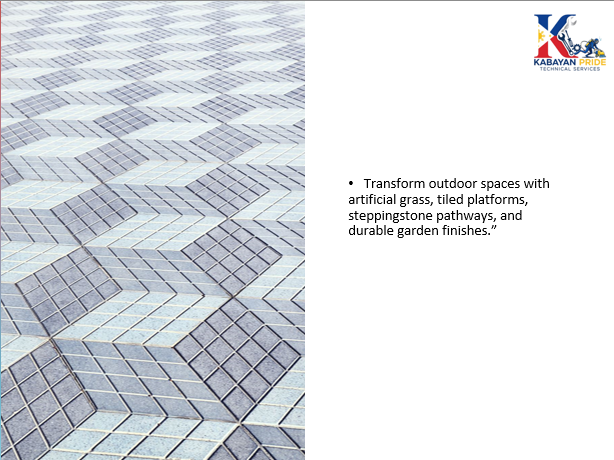 K
KABAYAN PRIDE
TECHNICAL SERVICES
• Transform outdoor spaces with
artificial grass, tiled platforms,
steppingstone pathways, and
durable garden finishes.”